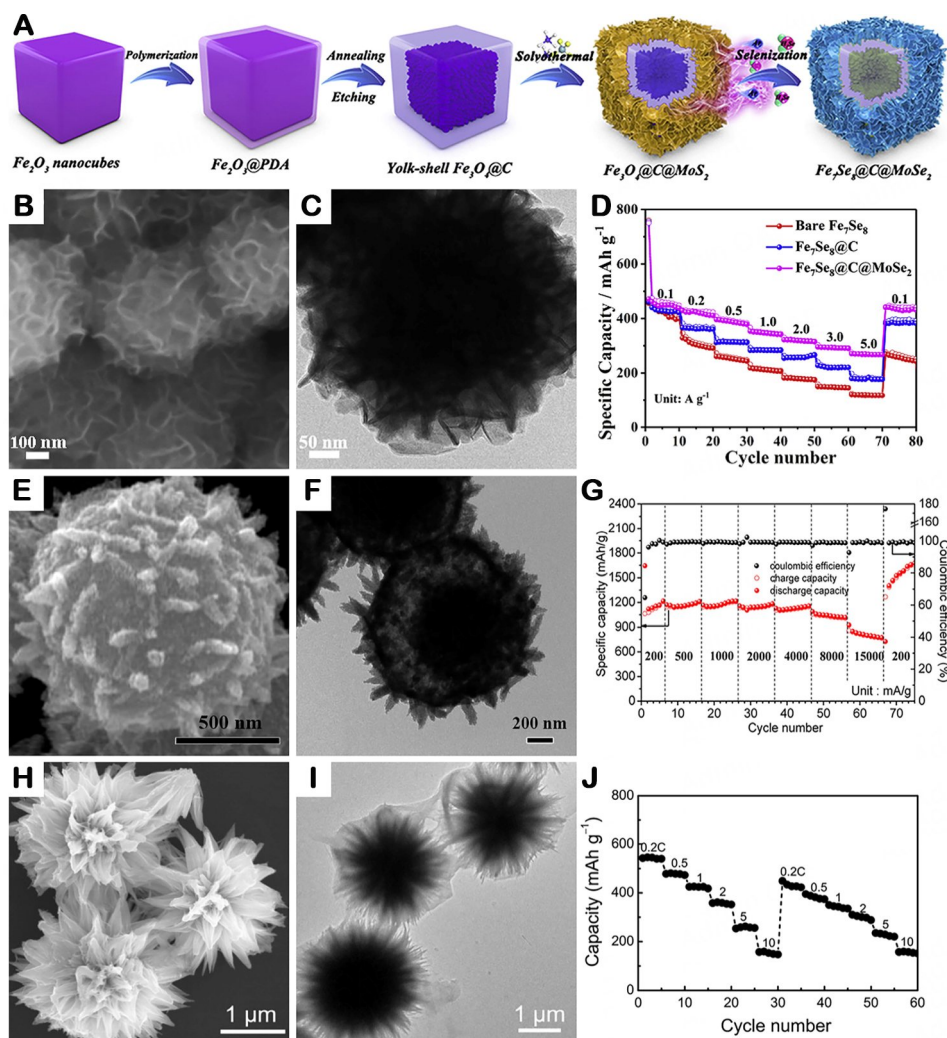 A
Polymerization
Annealing
Etching
Solvothermal
Selenization
Fe₂O₃ nanocubes
Fe₂O₃@PDA
Yolk-shell Fe₃O₄@C
Fe₃O₄@C@MoS₂
Fe₇Se₈@C@MoSe₂
B
100 nm
C
50 nm
D
Specific Capacity / mAh g⁻¹
800
600
400
200
0
Bare Fe₇Se₈
Fe₇Se₈@C
Fe₇Se₈@C@MoSe₂
0.1
0.2
0.5
1.0
2.0
3.0
5.0
0.1
Unit: A g⁻¹
0 10 20 30 40 50 60 70 80
Cycle number
E
500 nm
F
200 nm
G
Specific capacity (mAh/g)
2400
2100
1800
1500
1200
900
600
300
0
coulombic efficiency
charge capacity
discharge capacity
200 500 1000 2000 4000 8000 15000 200
Unit : mA/g
180
160
100
80
60
40
20
0
Coulombic efficiency (%)
0 10 20 30 40 50 60 70
Cycle number
H
1 µm
I
1 µm
J
Capacity (mAh g⁻¹)
800
600
400
200
0
0.2C
0.5
1
2
5
10
0.2C
0.5
1
2
5
10
0 10 20 30 40 50 60
Cycle number